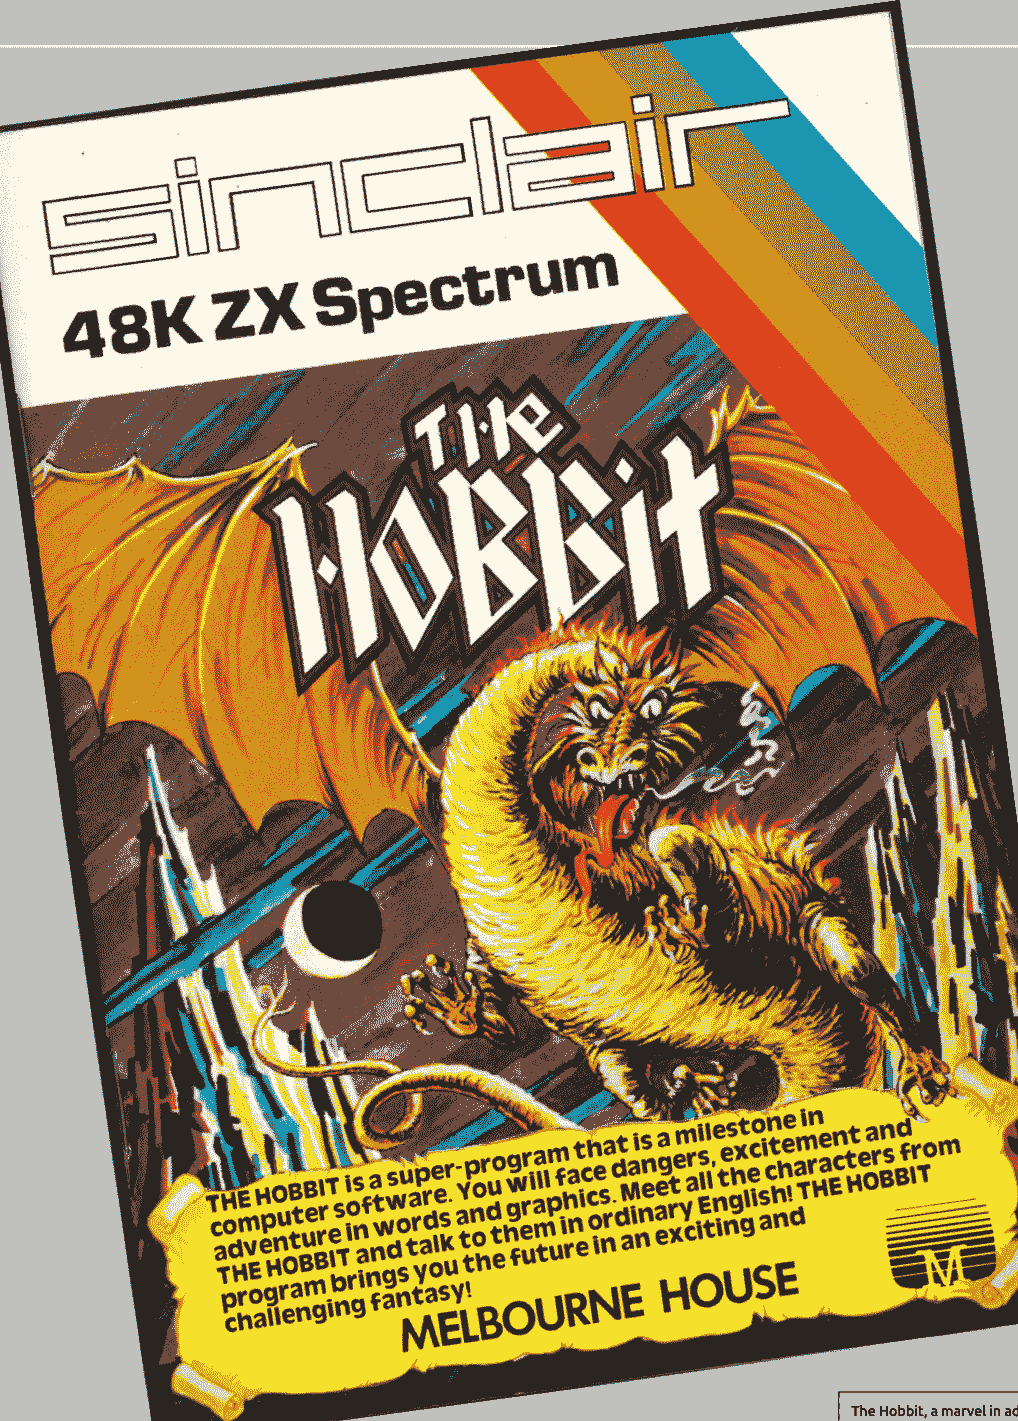 sinclair
48K ZX Spectrum
THE
HOBBIT
THE HOBBIT is a super-program that is a milestone in
computer software. You will face dangers, excitement and
adventure in words and graphics. Meet all the characters from
THE HOBBIT and talk to them in ordinary English! THE HOBBIT
program brings you the future in an exciting and
challenging fantasy!
MELBOURNE HOUSE
M
The Hobbit, a marvel in